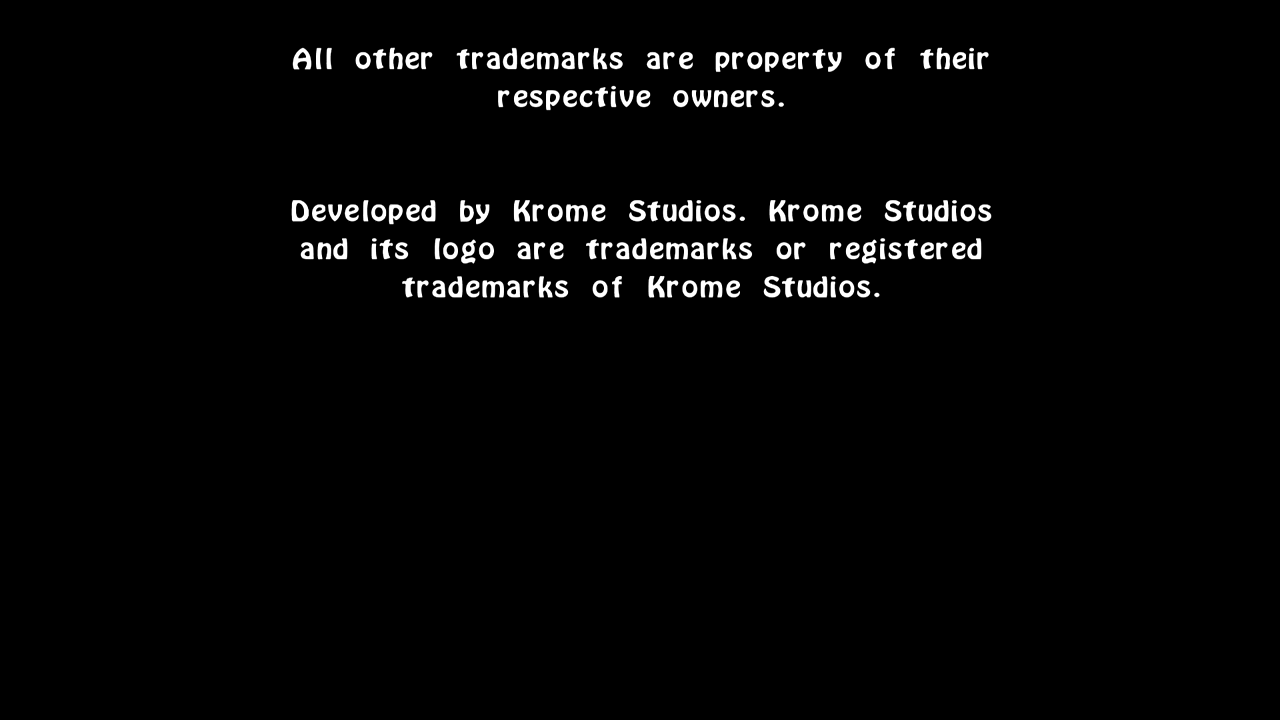 All other trademarks are property of their
respective owners.
Developed by Krome Studios. Krome Studios
and its logo are trademarks or registered
trademarks of Krome Studios.